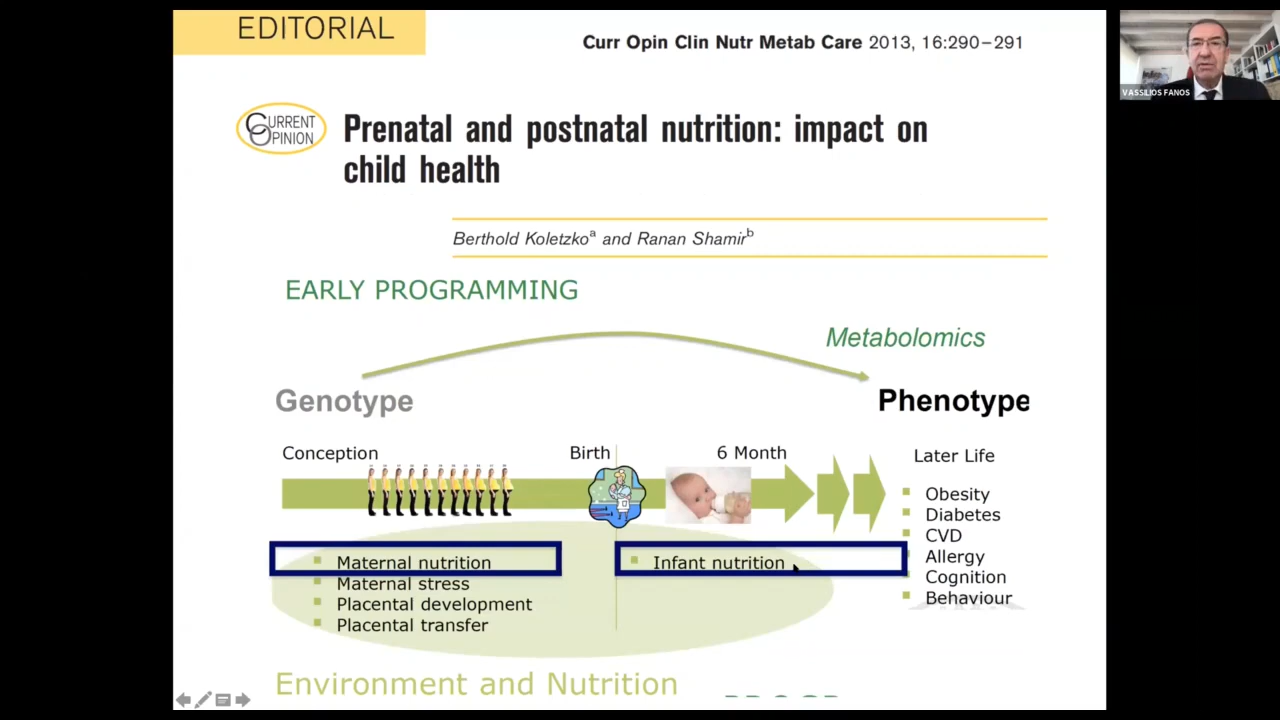 EDITORIAL
Curr Opin Clin Nutr Metab Care 2013, 16:290–291
VASSILIOS FANOS
CURRENT
OPINION
Prenatal and postnatal nutrition: impact on
child health
Berthold Koletzkoᵃ and Ranan Shamirᵇ
EARLY PROGRAMMING
Metabolomics
Genotype
Phenotype
Conception
Birth
6 Month
Later Life
Obesity
Diabetes
CVD
Allergy
Cognition
Behaviour
Maternal nutrition
Maternal stress
Placental development
Placental transfer
Infant nutrition
Environment and Nutrition